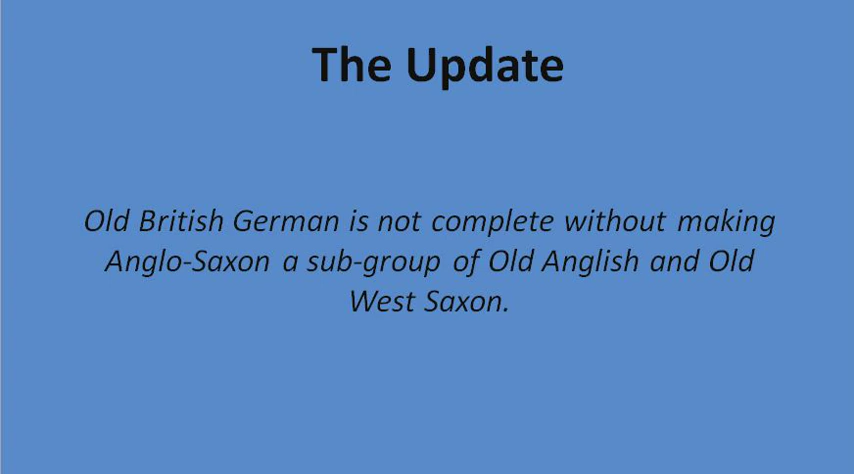 The Update
Old British German is not complete without making
Anglo-Saxon a sub-group of Old Anglish and Old
West Saxon.